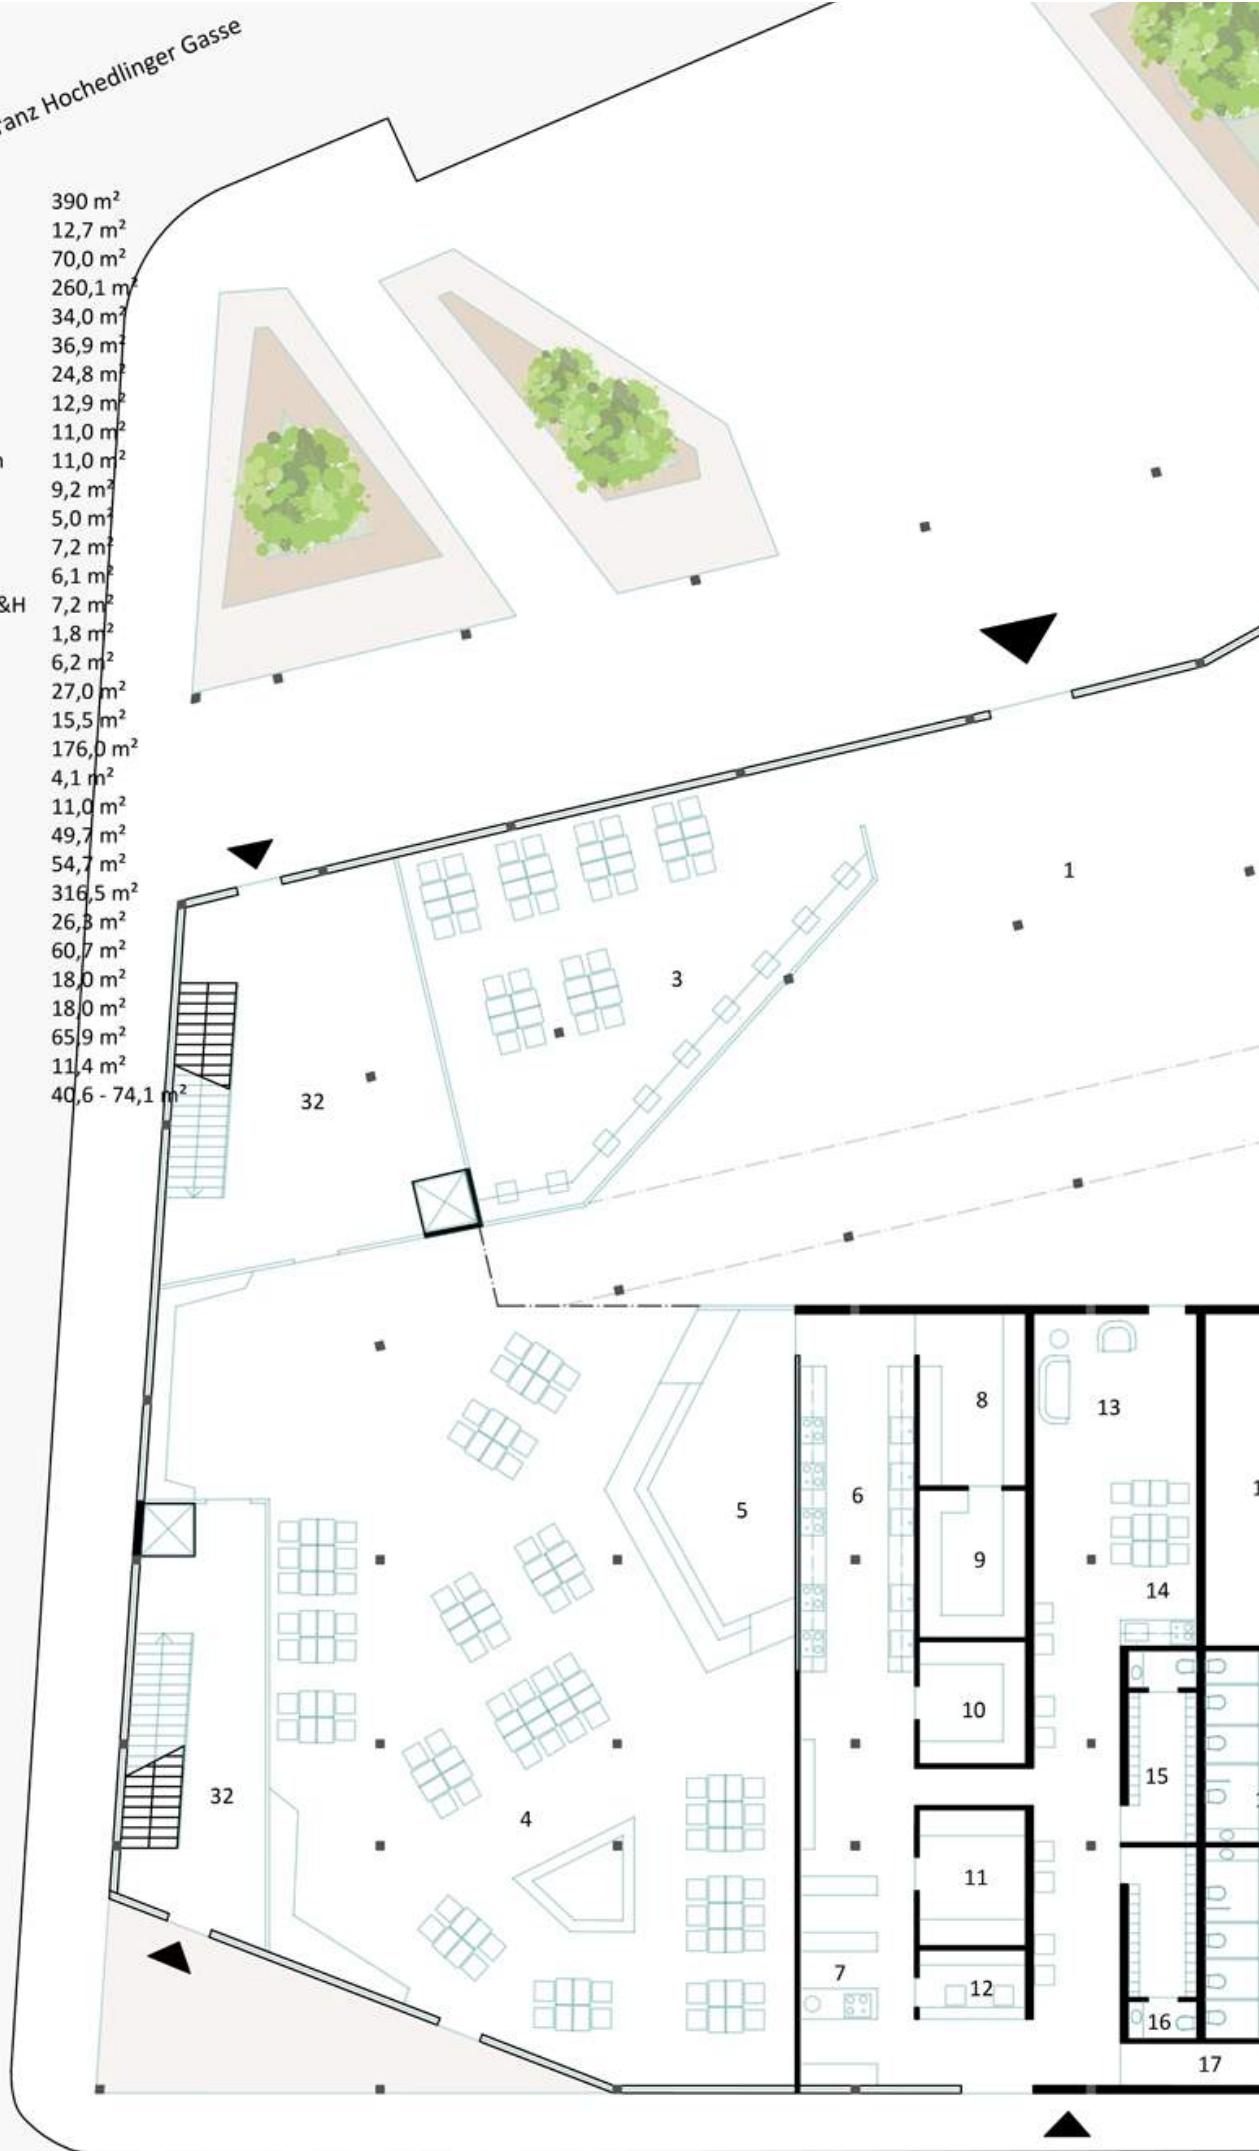 ranz Hochedlinger Gasse
390 m²
12,7 m²
70,0 m²
260,1 m²
34,0 m²
36,9 m²
24,8 m²
12,9 m²
11,0 m²
n 11,0 m²
9,2 m²
5,0 m²
7,2 m²
6,1 m²
&H 7,2 m²
1,8 m²
6,2 m²
27,0 m²
15,5 m²
176,0 m²
4,1 m²
11,0 m²
49,7 m²
54,7 m²
316,5 m²
26,3 m²
60,7 m²
18,0 m²
18,0 m²
65,9 m²
11,4 m²
40,6 - 74,1 m²
1
3
32
8
13
6
5
1
9
14
10
15
32
4
1
11
7
12
16
17